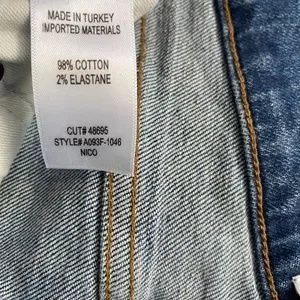 MADE IN TURKEY
IMPORTED MATERIALS
98% COTTON
2% ELASTANE
CUT# 48695
STYLE# A093F-1046
NICO